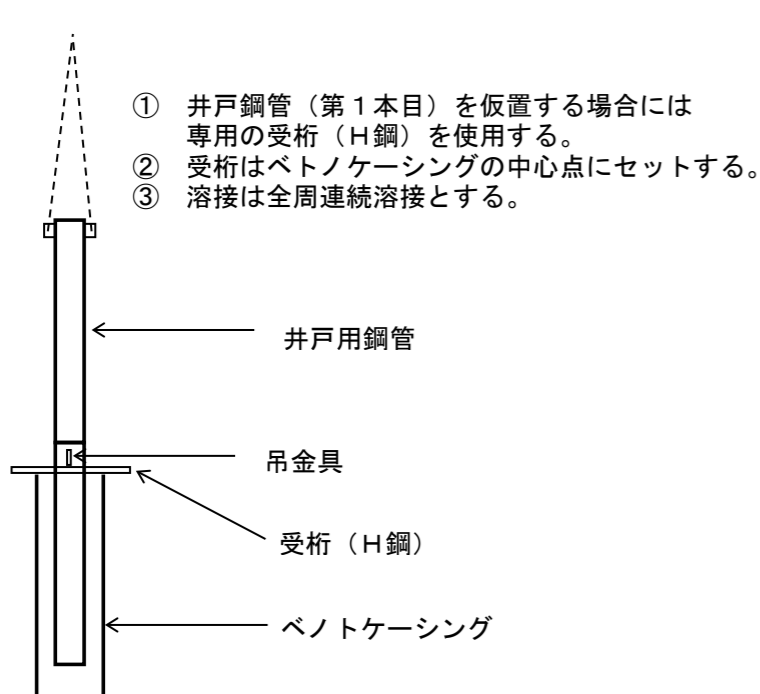 ① 井戸鋼管（第１本目）を仮置する場合には
専用の受桁（Ｈ鋼）を使用する。
② 受桁はベトノケーシングの中心点にセットする。
③ 溶接は全周連続溶接とする。
井戸用鋼管
吊金具
受桁（Ｈ鋼）
ベノトケーシング